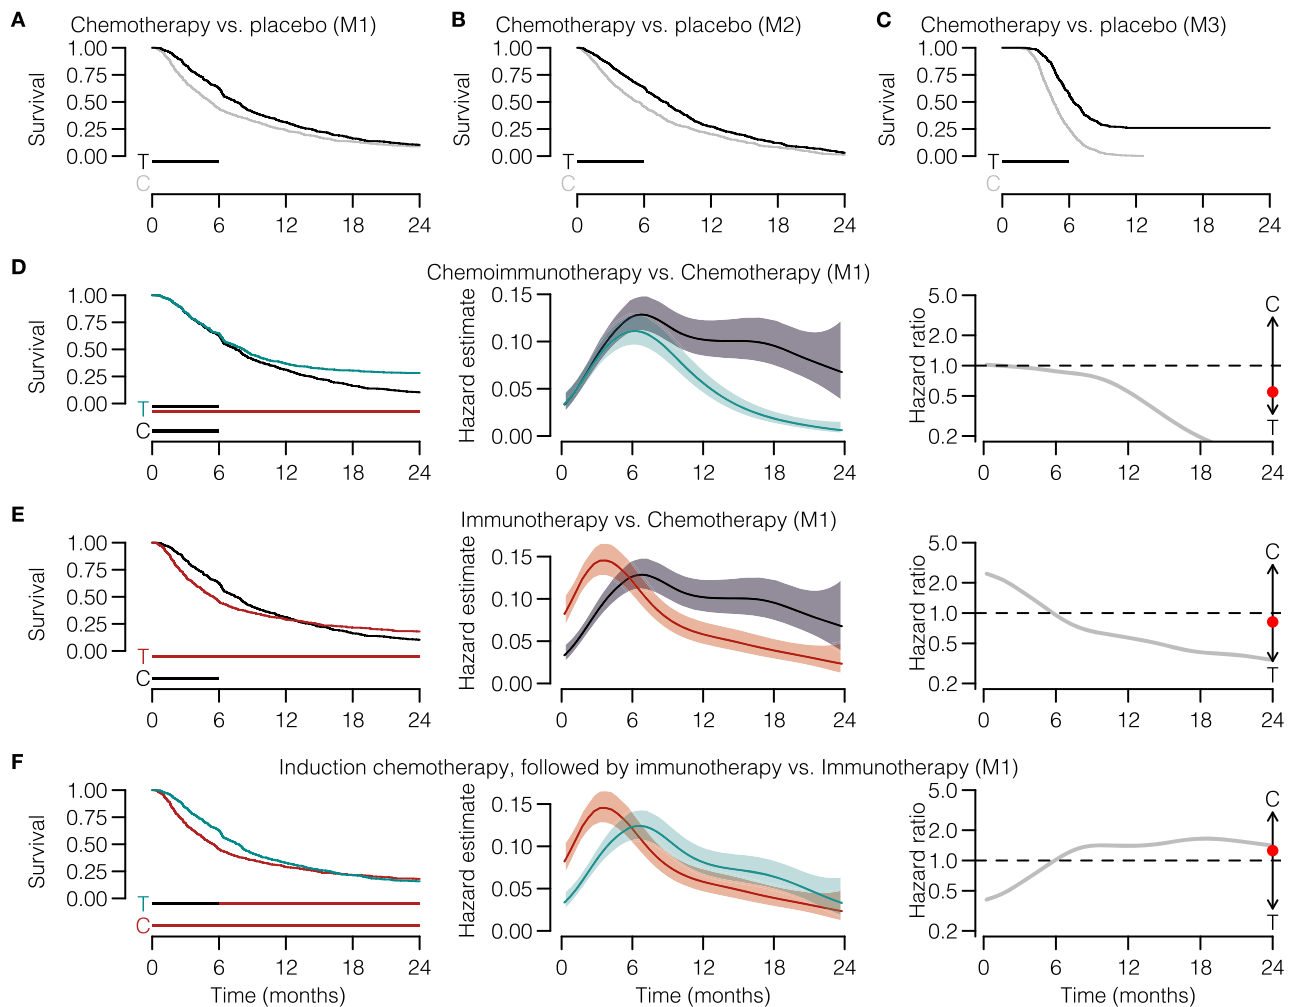 A Chemotherapy vs. placebo (M1)
Survival
1.00
0.75
0.50
0.25
0.00
T
C
0 6 12 18 24
B Chemotherapy vs. placebo (M2)
Survival
1.00
0.75
0.50
0.25
0.00
T
C
0 6 12 18 24
C Chemotherapy vs. placebo (M3)
Survival
1.00
0.75
0.50
0.25
0.00
T
C
0 6 12 18 24
D Chemoimmunotherapy vs. Chemotherapy (M1)
Survival
1.00
0.75
0.50
0.25
0.00
T
C
0 6 12 18 24
Hazard estimate
0.15
0.10
0.05
0.00
0 6 12 18 24
Hazard ratio
5.0
2.0
1.0
0.5
0.2
C
T
0 6 12 18 24
E Immunotherapy vs. Chemotherapy (M1)
Survival
1.00
0.75
0.50
0.25
0.00
T
C
0 6 12 18 24
Hazard estimate
0.15
0.10
0.05
0.00
0 6 12 18 24
Hazard ratio
5.0
2.0
1.0
0.5
0.2
C
T
0 6 12 18 24
F Induction chemotherapy, followed by immunotherapy vs. Immunotherapy (M1)
Survival
1.00
0.75
0.50
0.25
0.00
T
C
0 6 12 18 24
Time (months)
Hazard estimate
0.15
0.10
0.05
0.00
0 6 12 18 24
Time (months)
Hazard ratio
5.0
2.0
1.0
0.5
0.2
C
T
0 6 12 18 24
Time (months)